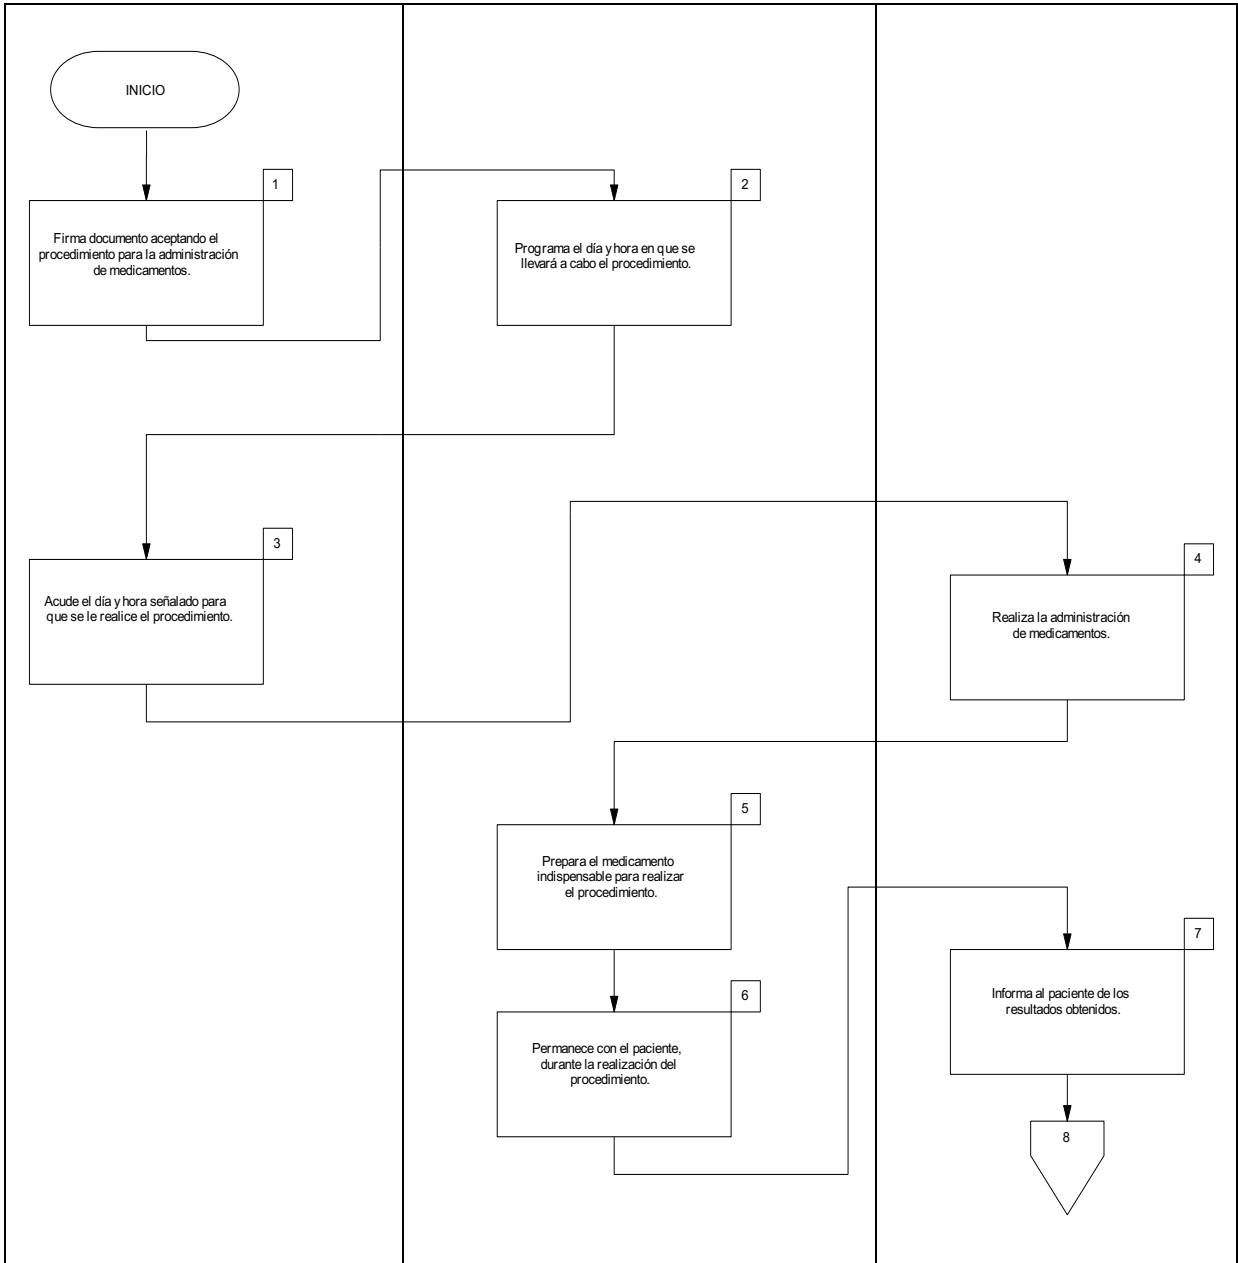 INICIO
1
Firma documento aceptando el
procedimiento para la administración
de medicamentos.
2
Programa el día y hora en que se
llevará a cabo el procedimiento.
3
Acude el día y hora señalado para
que se le realice el procedimiento.
4
Realiza la administración
de medicamentos.
5
Prepara el medicamento
indispensable para realizar
el procedimiento.
6
Permanece con el paciente,
durante la realización del
procedimiento.
7
Informa al paciente de los
resultados obtenidos.
8